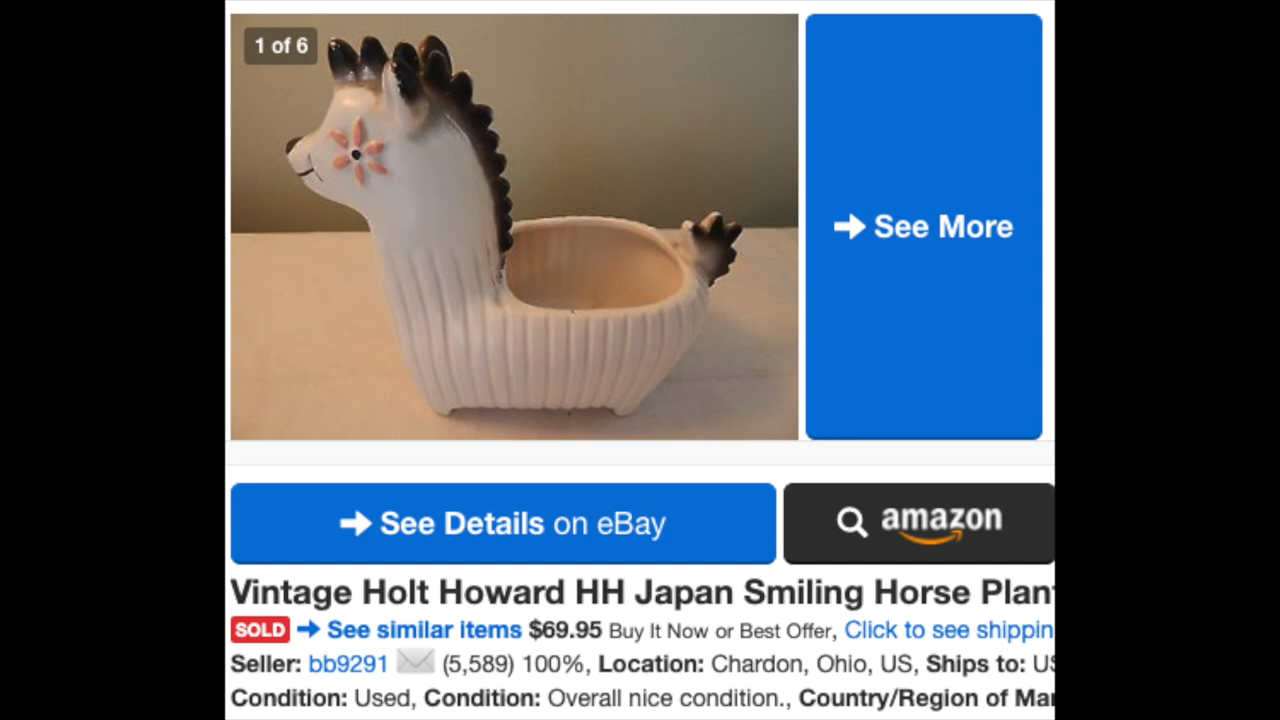 1 of 6
See More
See Details on eBay
amazon
Vintage Holt Howard HH Japan Smiling Horse Plan
SOLD See similar items $69.95 Buy It Now or Best Offer, Click to see shippin
Seller: bb9291 (5,589) 100%, Location: Chardon, Ohio, US, Ships to: US
Condition: Used, Condition: Overall nice condition., Country/Region of Ma